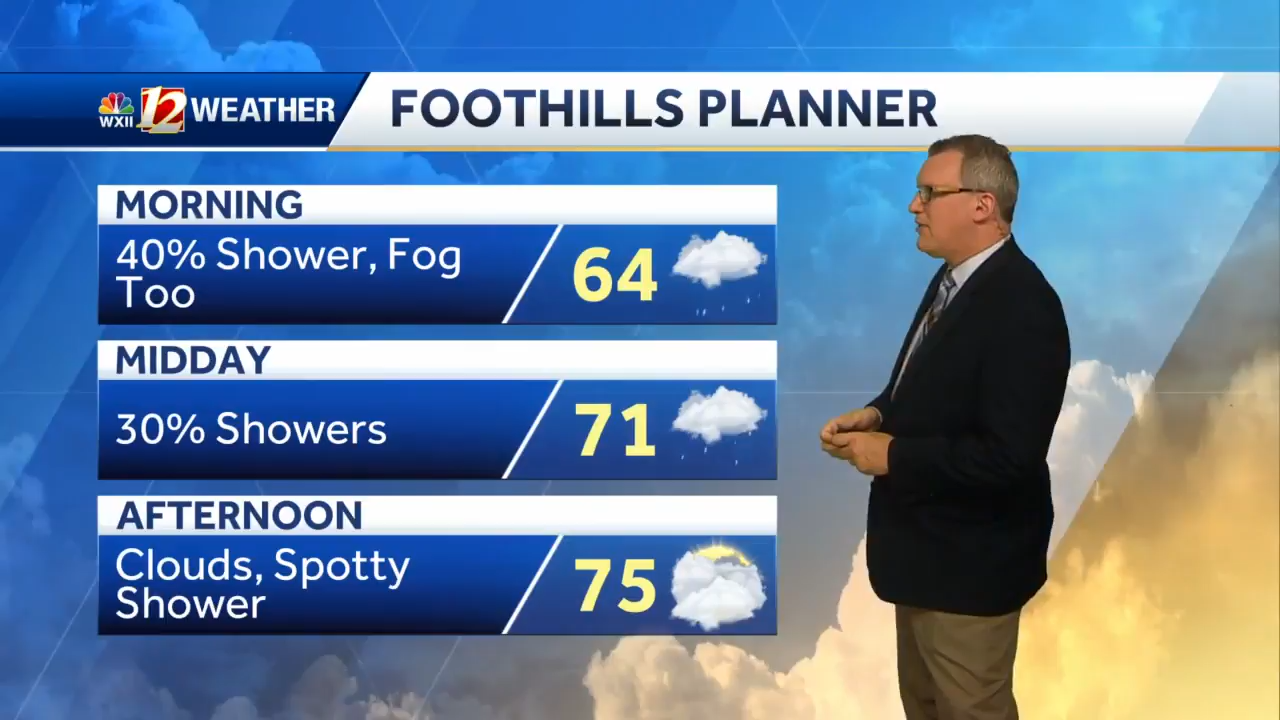 WXII 12 WEATHER
FOOTHILLS PLANNER
MORNING
40% Shower, Fog
Too
64
MIDDAY
30% Showers
71
AFTERNOON
Clouds, Spotty
Shower
75